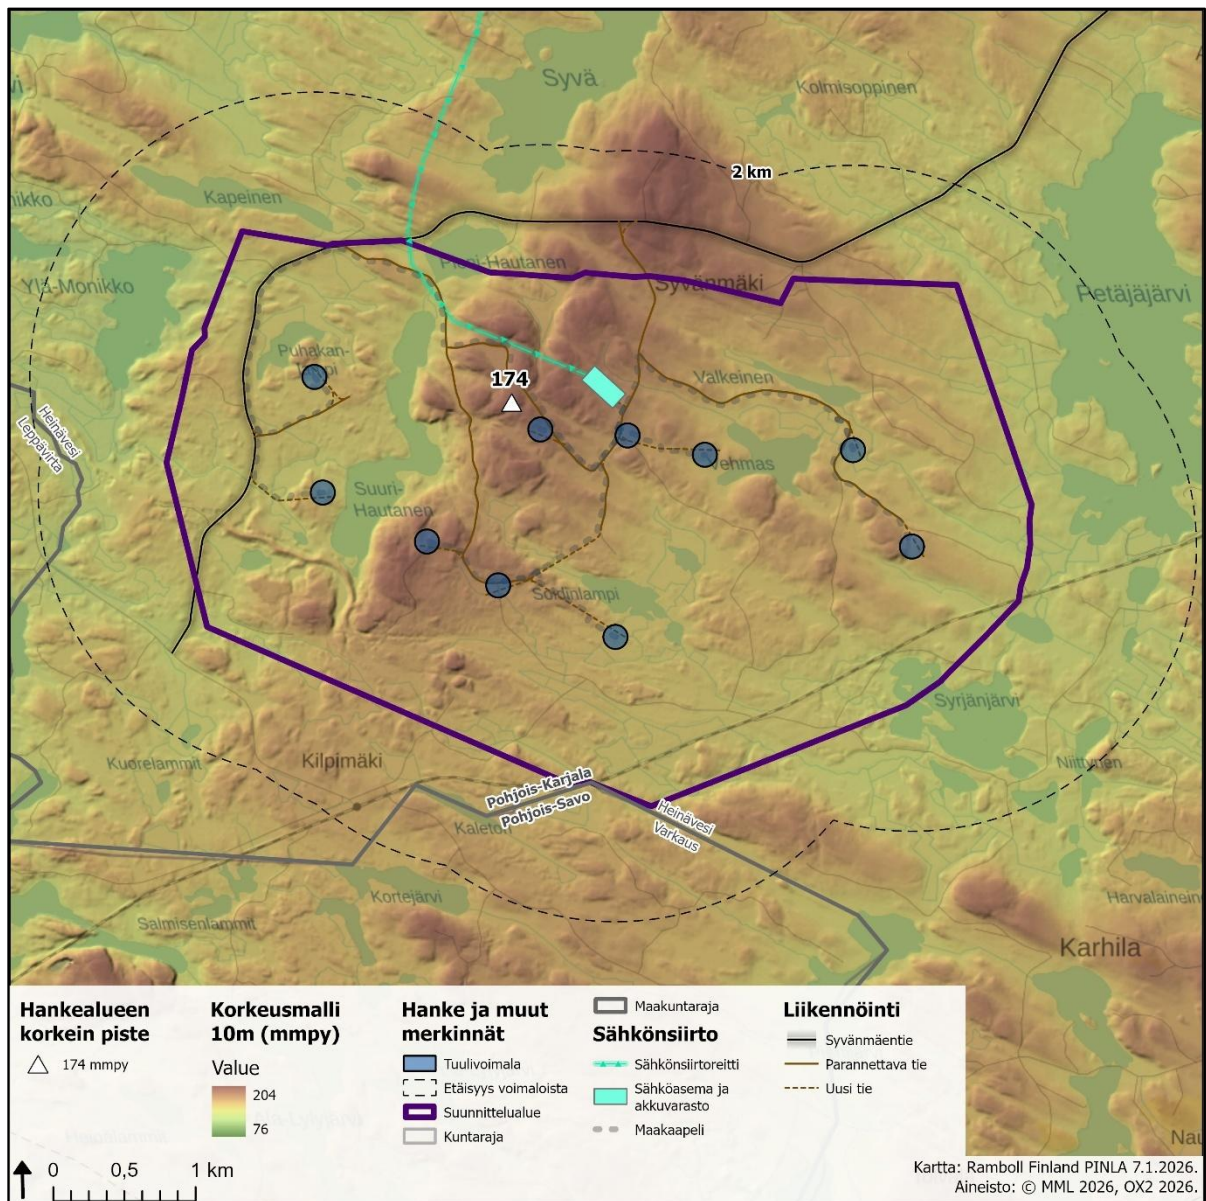 Syvä
Kolmisoppinen
2 km
Kapeinen
Pieni-Hautanen
Ylä-Monikko
Syvänmäki
Petäjäjärvi
Puhakan-
174
Valkeinen
Heinävesi
Leppävirta
Vehmas
Suuri-
Hautanen
Soidinlampi
Syrjänjärvi
Kuorelammit
Kilpimäki
Niittynen
Pohjois-Karjala
Pohjois-Savo
Heinävesi
Varkaus
Kortejärvi
Salmisenlammit
Karhila
Hankealueen
korkein piste
174 mmpy
Korkeusmalli
10m (mmpy)
Value
204
76
Hanke ja muut
merkinnät
Tuulivoimala
Etäisyys voimaloista
Suunnittelualue
Kuntaraja
Maakuntaraja
Sähkönsiirto
Sähkönsiirtoreitti
Sähköasema ja
akkuvarasto
Maakaapeli
Liikennöinti
Syvänmäentie
Parannettava tie
Uusi tie
0 0,5 1 km
Kartta: Ramboll Finland PINLA 7.1.2026.
Aineisto: © MML 2026, OX2 2026.